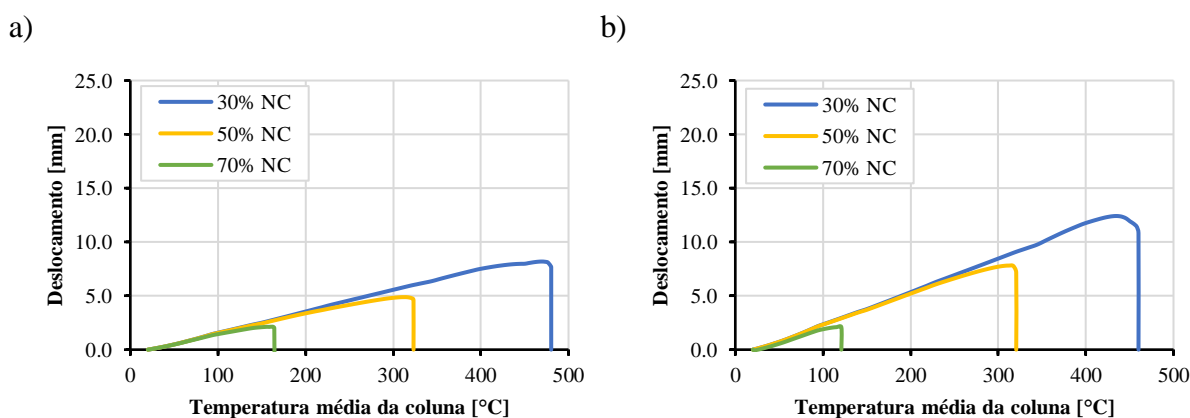 a)
25.0
20.0
15.0
10.0
5.0
0.0
Deslocamento [mm]
30% NC
50% NC
70% NC
0 100 200 300 400 500
Temperatura média da coluna [°C]
b)
25.0
20.0
15.0
10.0
5.0
0.0
Deslocamento [mm]
30% NC
50% NC
70% NC
0 100 200 300 400 500
Temperatura média da coluna [°C]